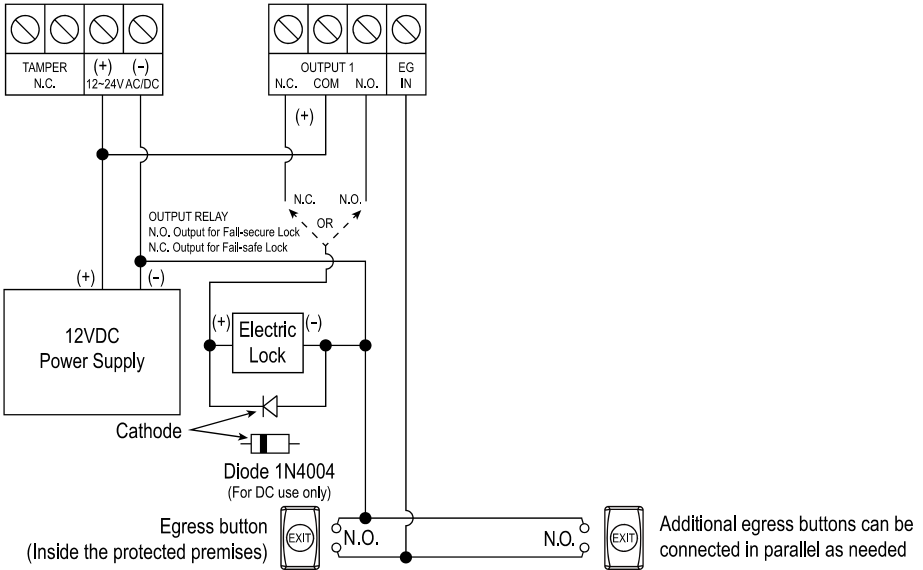 TAMPER
N.C.
(+) (-)
12~24V AC/DC
OUTPUT 1
N.C. COM N.O.
EG
IN
(+)
N.C. N.O.
OR
OUTPUT RELAY
N.O. Output for Fail-secure Lock
N.C. Output for Fail-safe Lock
(+) (-)
12VDC
Power Supply
(+) (-)
Electric
Lock
Cathode
Diode 1N4004
(For DC use only)
Egress button
(Inside the protected premises)
EXIT
N.O.
N.O.
EXIT
Additional egress buttons can be
connected in parallel as needed